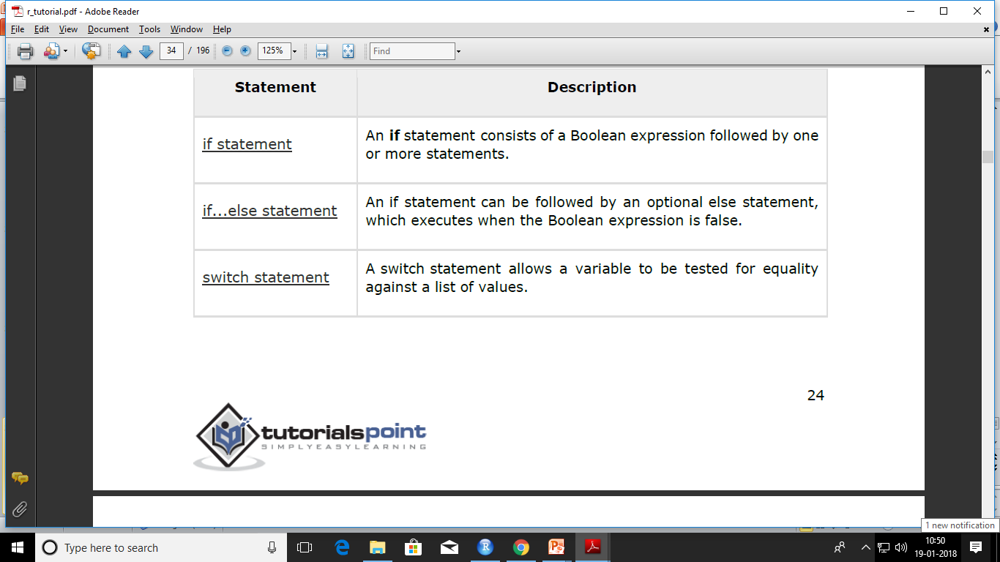 r_tutorial.pdf - Adobe Reader
File Edit View Document Tools Window Help
34 / 196 125% Find
Statement Description
if statement
An if statement consists of a Boolean expression followed by one
or more statements.
if...else statement
An if statement can be followed by an optional else statement,
which executes when the Boolean expression is false.
switch statement
A switch statement allows a variable to be tested for equality
against a list of values.
24
tutorialspoint
SIMPLYEASYLEARNING
1 new notification
Type here to search
10:50
19-01-2018